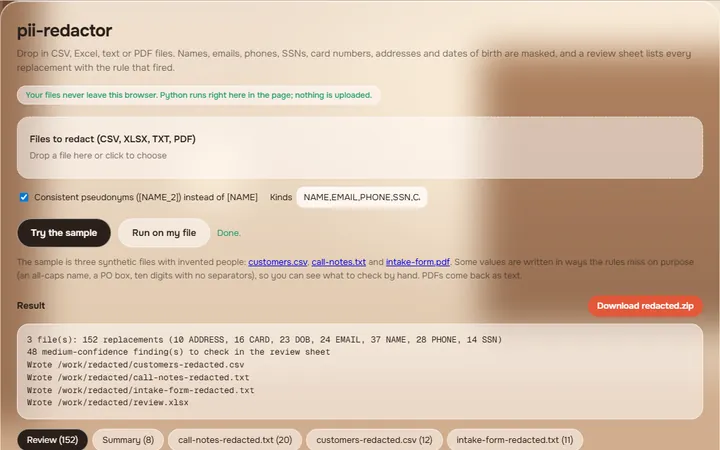 pii-redactor
Drop in CSV, Excel, text or PDF files. Names, emails, phones, SSNs, card numbers, addresses and dates of birth are masked, and a review sheet lists every
replacement with the rule that fired.
Your files never leave this browser. Python runs right here in the page; nothing is uploaded.
Files to redact (CSV, XLSX, TXT, PDF)
Drop a file here or click to choose
Consistent pseudonyms ([NAME_2]) instead of [NAME] Kinds NAME,EMAIL,PHONE,SSN,C
Try the sample Run on my file Done.
The sample is three synthetic files with invented people: customers.csv, call-notes.txt and intake-form.pdf. Some values are written in ways the rules miss on purpose
(an all-caps name, a PO box, ten digits with no separators), so you can see what to check by hand. PDFs come back as text.
Result Download redacted.zip
3 file(s): 152 replacements (10 ADDRESS, 16 CARD, 23 DOB, 24 EMAIL, 37 NAME, 28 PHONE, 14 SSN)
48 medium-confidence finding(s) to check in the review sheet
Wrote /work/redacted/customers-redacted.csv
Wrote /work/redacted/call-notes-redacted.txt
Wrote /work/redacted/intake-form-redacted.txt
Wrote /work/redacted/review.xlsx
Review (152) Summary (8) call-notes-redacted.txt (20) customers-redacted.csv (12) intake-form-redacted.txt (11)